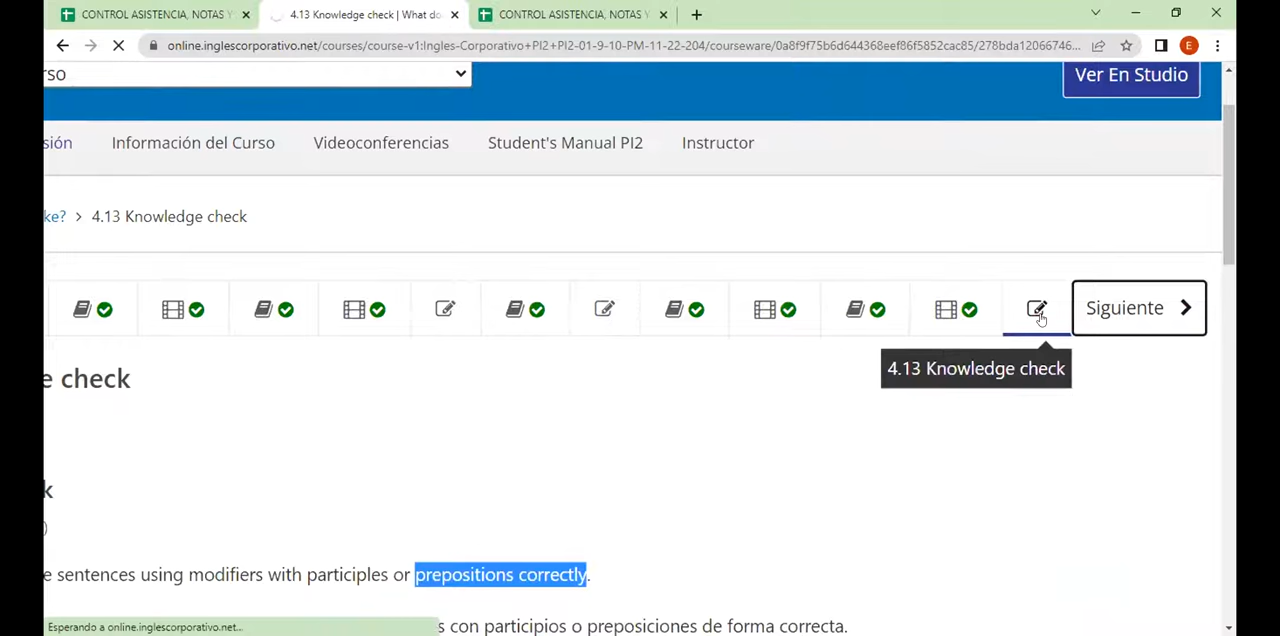 CONTROL ASISTENCIA, NOTAS Y
4.13 Knowledge check | What do
CONTROL ASISTENCIA, NOTAS Y
online.inglescorporativo.net/courses/course-v1:Ingles-Corporativo+PI2+PI2-01-9-10-PM-11-22-204/courseware/0a8f9f75b6d644368eef86f5852cac85/278bda12066746...
E
so
Ver En Studio
sión
Información del Curso
Videoconferencias
Student's Manual PI2
Instructor
ke? > 4.13 Knowledge check
Siguiente
4.13 Knowledge check
e check
k
)
e sentences using modifiers with participles or prepositions correctly.
Esperando a online.inglescorporativo.net...
s con participios o preposiciones de forma correcta.